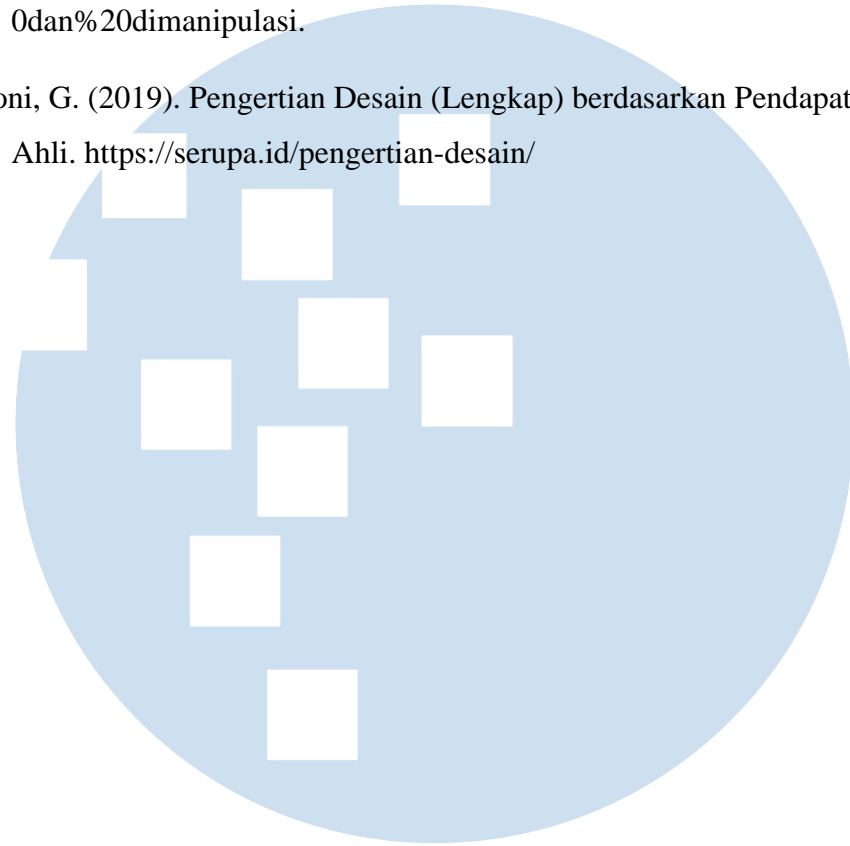 0dan%20dimanipulasi.
oni, G. (2019). Pengertian Desain (Lengkap) berdasarkan Pendapat
Ahli. https://serupa.id/pengertian-desain/